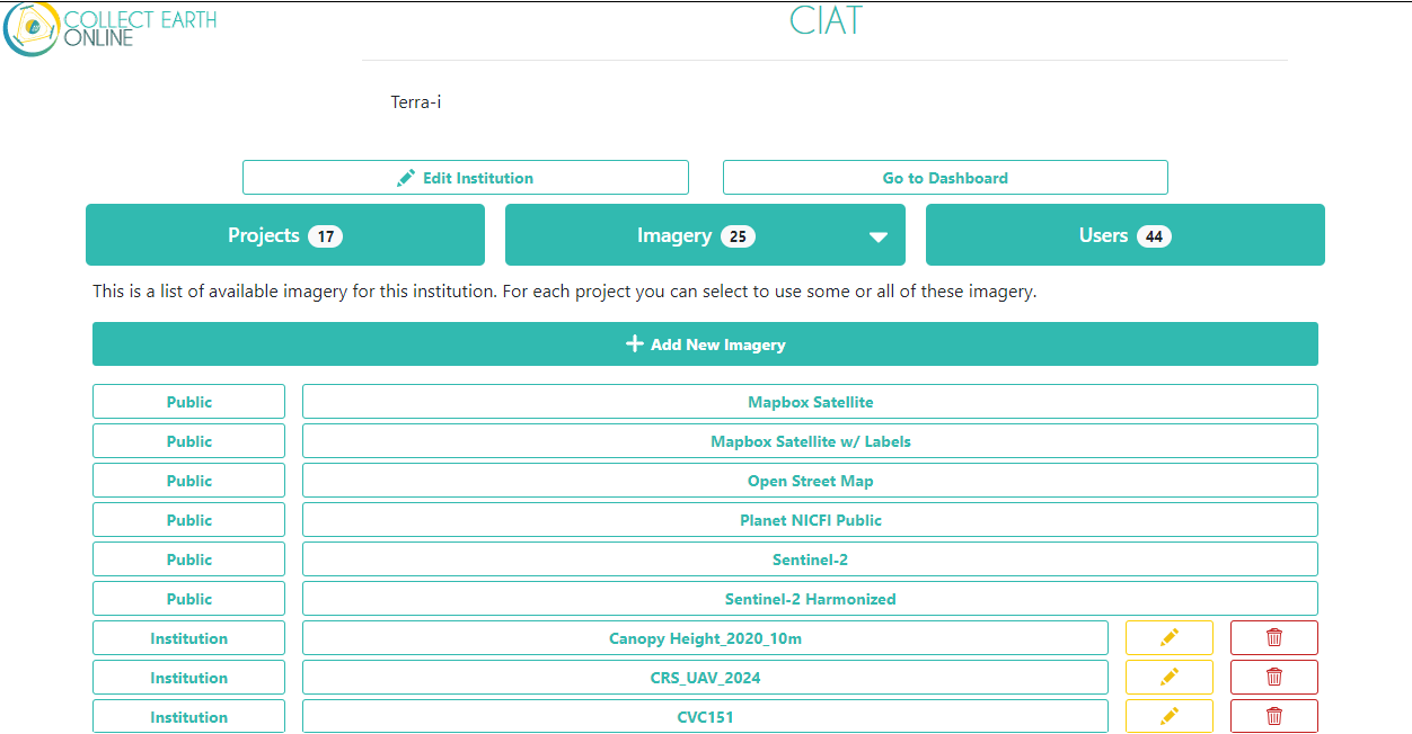 COLLECT EARTH
ONLINE
CIAT
Terra-i
Edit Institution
Go to Dashboard
Projects 17
Imagery 25
Users 44
This is a list of available imagery for this institution. For each project you can select to use some or all of these imagery.
Add New Imagery
Public Mapbox Satellite
Public Mapbox Satellite w/ Labels
Public Open Street Map
Public Planet NICFI Public
Public Sentinel-2
Public Sentinel-2 Harmonized
Institution Canopy Height_2020_10m
Institution CRS_UAV_2024
Institution CVC151